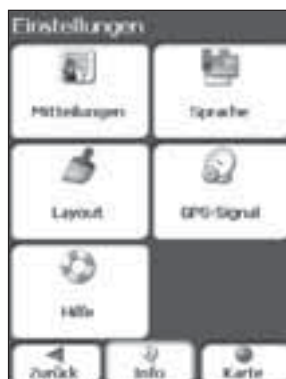 Einstellungen
Mitteilungen
Sprache
Layout
GPS-Signal
Hilfe
Zurück
Info
Karte